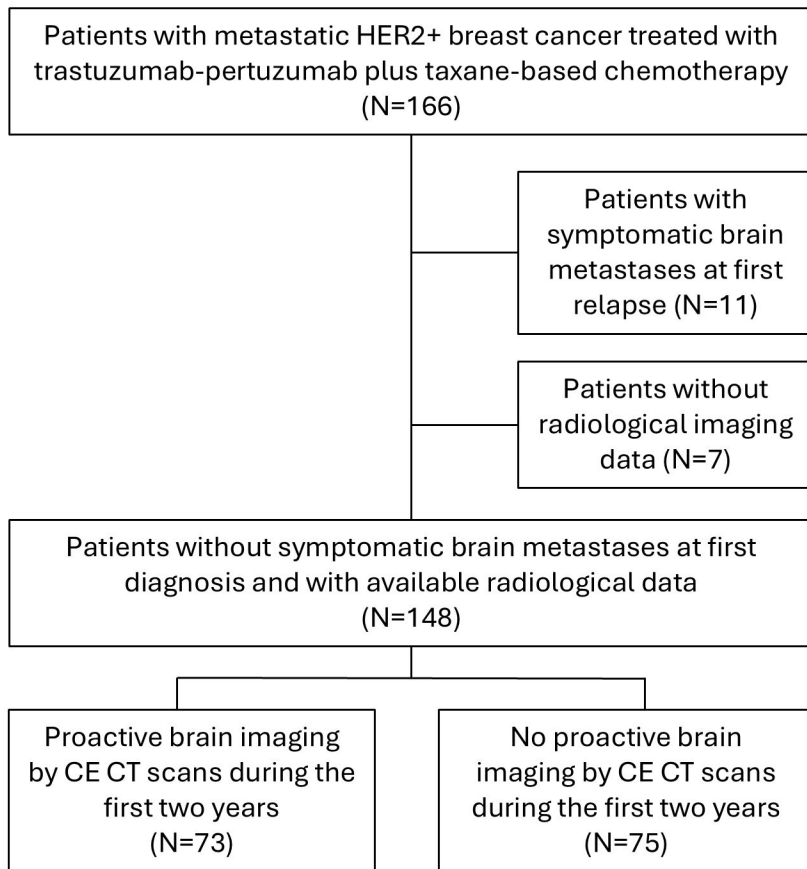 Patients with metastatic HER2+ breast cancer treated with
trastuzumab-pertuzumab plus taxane-based chemotherapy
(N=166)
Patients with
symptomatic brain
metastases at first
relapse (N=11)
Patients without
radiological imaging
data (N=7)
Patients without symptomatic brain metastases at first
diagnosis and with available radiological data
(N=148)
Proactive brain imaging
by CE CT scans during the
first two years
(N=73)
No proactive brain
imaging by CE CT scans
during the first two years
(N=75)